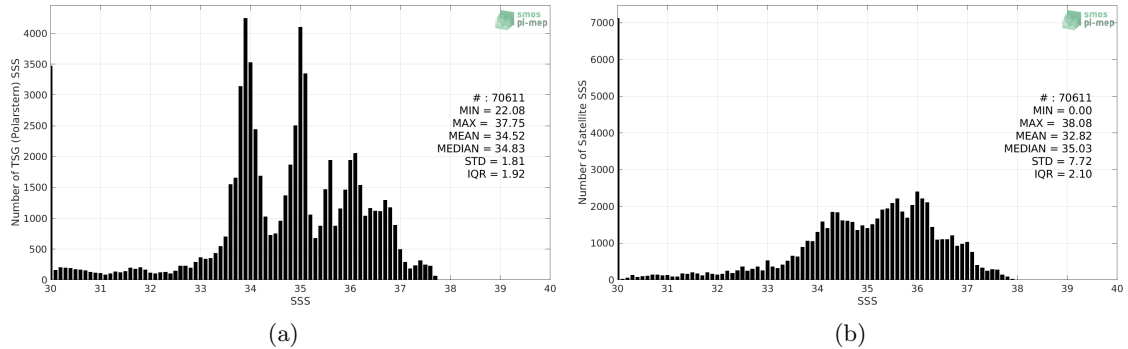 smos
pi-mep
4000
3500
3000
2500
2000
1500
1000
500
0
Number of TSG (Polarstern) SSS
# : 70611
MIN = 22.08
MAX = 37.75
MEAN = 34.52
MEDIAN = 34.83
STD = 1.81
IQR = 1.92
30 31 32 33 34 35 36 37 38 39 40
SSS
(a)
smos
pi-mep
7000
6000
5000
4000
3000
2000
1000
0
Number of Satellite SSS
# : 70611
MIN = 0.00
MAX = 38.08
MEAN = 32.82
MEDIAN = 35.03
STD = 7.72
IQR = 2.10
30 31 32 33 34 35 36 37 38 39 40
SSS
(b)